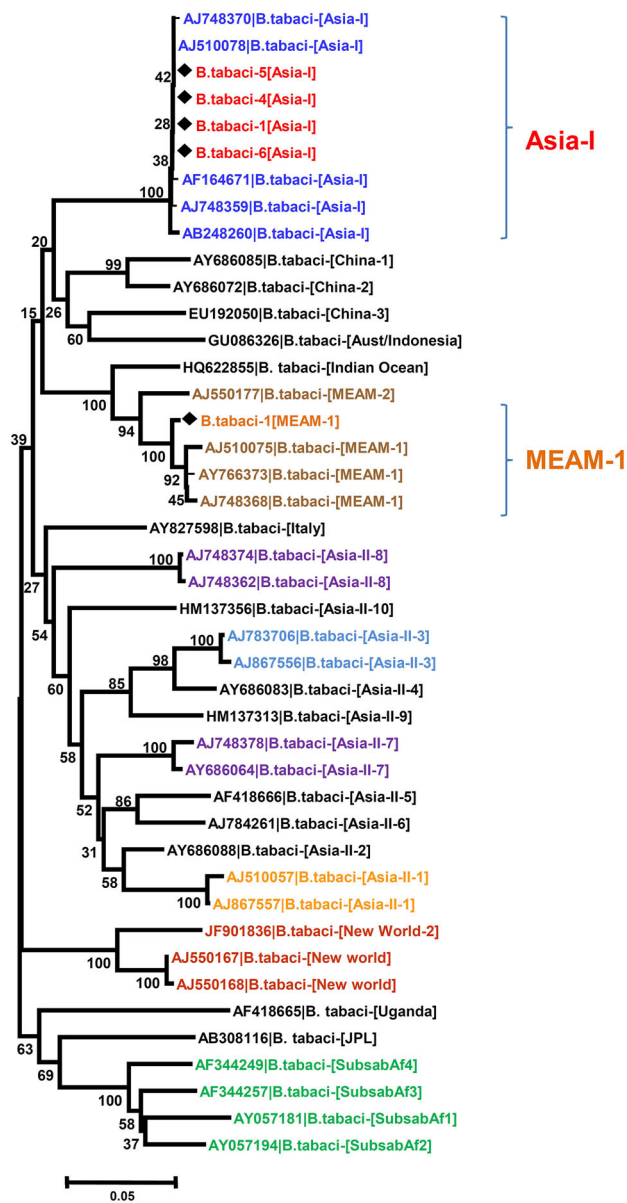 AJ748370|B.tabaci-[Asia-I]
AJ510078|B.tabaci-[Asia-I]
42
B.tabaci-5[Asia-I]
B.tabaci-4[Asia-I]
28
B.tabaci-1[Asia-I]
Asia-I
38
B.tabaci-6[Asia-I]
100
AF164671|B.tabaci-[Asia-I]
AJ748359|B.tabaci-[Asia-I]
AB248260|B.tabaci-[Asia-I]
20
99
AY686085|B.tabaci-[China-1]
AY686072|B.tabaci-[China-2]
15
26
EU192050|B.tabaci-[China-3]
60
GU086326|B.tabaci-[Aust/Indonesia]
HQ622855|B. tabaci-[Indian Ocean]
100
AJ550177|B.tabaci-[MEAM-2]
94
B.tabaci-1[MEAM-1]
39
100
AJ510075|B.tabaci-[MEAM-1]
MEAM-1
92
AY766373|B.tabaci-[MEAM-1]
45
AJ748368|B.tabaci-[MEAM-1]
AY827598|B.tabaci-[Italy]
27
100
AJ748374|B.tabaci-[Asia-II-8]
AJ748362|B.tabaci-[Asia-II-8]
54
HM137356|B.tabaci-[Asia-II-10]
100
AJ783706|B.tabaci-[Asia-II-3]
98
AJ867556|B.tabaci-[Asia-II-3]
60
85
AY686083|B.tabaci-[Asia-II-4]
HM137313|B.tabaci-[Asia-II-9]
58
100
AJ748378|B.tabaci-[Asia-II-7]
AY686064|B.tabaci-[Asia-II-7]
52
86
AF418666|B.tabaci-[Asia-II-5]
AJ784261|B.tabaci-[Asia-II-6]
31
AY686088|B.tabaci-[Asia-II-2]
58
AJ510057|B.tabaci-[Asia-II-1]
100
AJ867557|B.tabaci-[Asia-II-1]
JF901836|B.tabaci-[New World-2]
100
AJ550167|B.tabaci-[New world]
100
AJ550168|B.tabaci-[New world]
AF418665|B. tabaci-[Uganda]
63
AB308116|B. tabaci-[JPL]
69
AF344249|B.tabaci-[SubsabAf4]
100
AF344257|B.tabaci-[SubsabAf3]
58
AY057181|B.tabaci-[SubsabAf1]
37
AY057194|B.tabaci-[SubsabAf2]
0.05